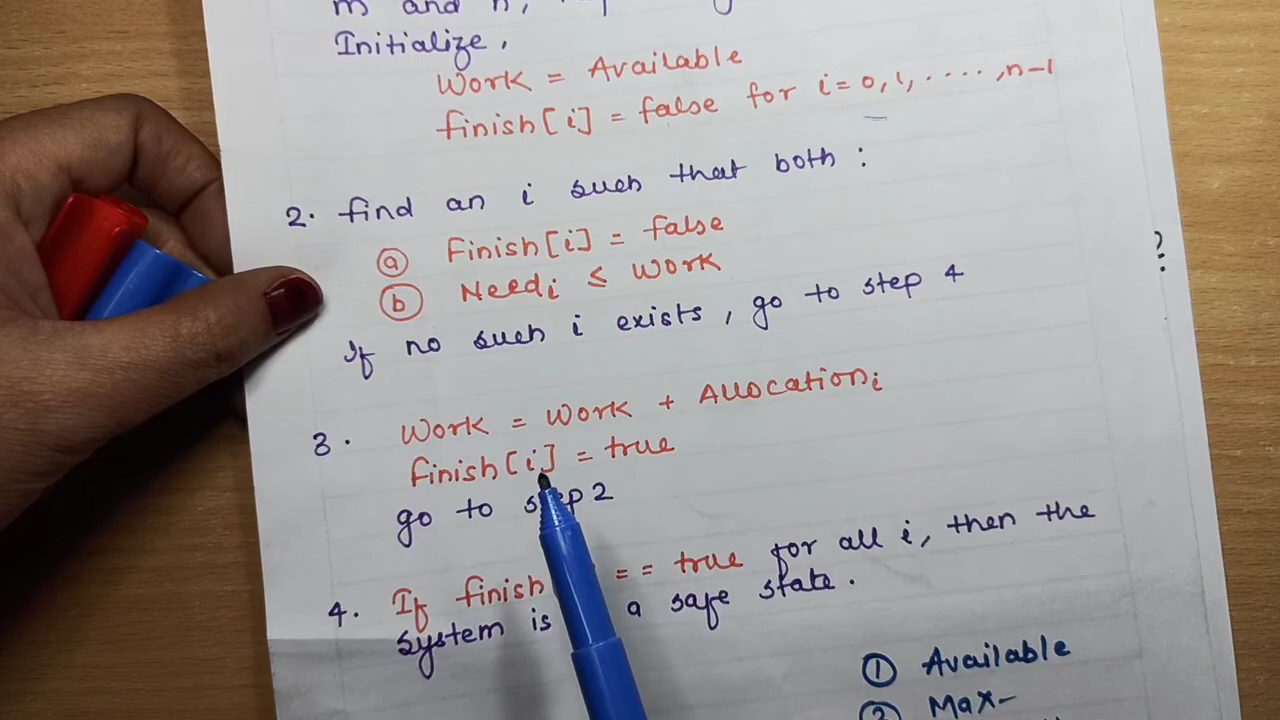 m and n,
Initialize,
Work = Available
finish[i] = false for i=0, 1, ....., n-1
2. find an i such that both :
(a) Finish[i] = false
(b) Needi ≤ Work
If no such i exists, go to step 4
3. Work = Work + Allocationi
finish[i] = true
go to step 2
4. If finish == true for all i, then the
system is a safe state.
① Available
② Max-